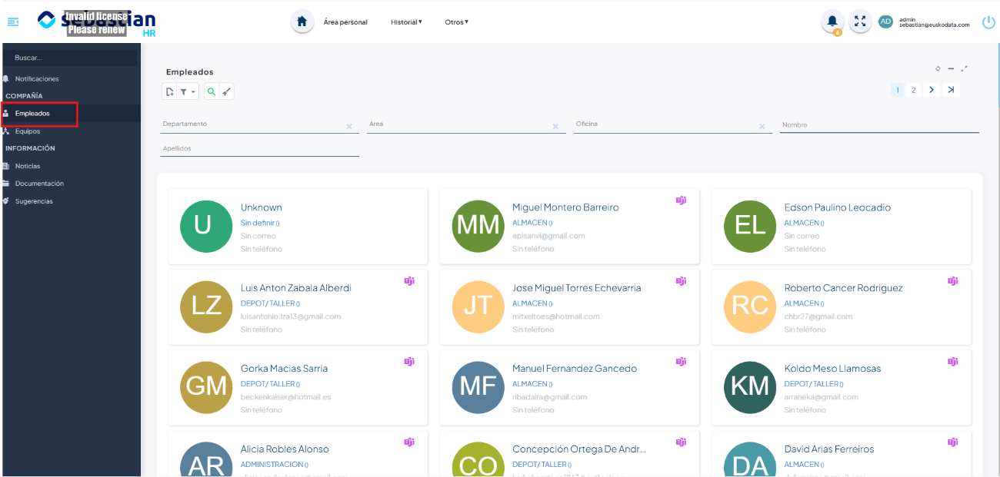 sebastian
HR
Invalid license
Please renew
Área personal
Historial ▾
Otros ▾
6
AD
admin
sebastian@euskodata.com
Buscar...
Notificaciones
COMPAÑÍA
Empleados
Equipos
INFORMACIÓN
Noticias
Documentación
Sugerencias
Empleados
1 2
Departamento
Área
Oficina
Nombre
Apellidos
U
Unknown
Sin definir ()
Sin correo
Sin teléfono
MM
Miguel Montero Barreiro
ALMACEN ()
episanvi@gmail.com
Sin teléfono
EL
Edson Paulino Leocadio
ALMACEN ()
Sin correo
Sin teléfono
LZ
Luis Anton Zabala Alberdi
DEPOT/ TALLER ()
luisantonio.lza13@gmail.com
Sin teléfono
JT
Jose Miguel Torres Echevarria
ALMACEN ()
mitxeltoes@hotmail.com
Sin teléfono
RC
Roberto Cancer Rodriguez
ALMACEN ()
chbr27@gmail.com
Sin teléfono
GM
Gorka Macias Sarria
DEPOT/ TALLER ()
beckenkaiser@hotmail.es
Sin teléfono
MF
Manuel Fernandez Gancedo
ALMACEN ()
ribadaira@gmail.com
Sin teléfono
KM
Koldo Meso Llamosas
DEPOT/ TALLER ()
arraneka@gmail.com
Sin teléfono
AR
Alicia Robles Alonso
ADMINISTRACION ()
CO
Concepción Ortega De Andr...
DEPOT/ TALLER ()
DA
David Arias Ferreiros
ALMACEN ()